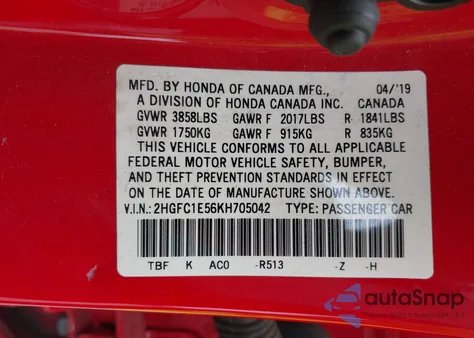 MFD. BY HONDA OF CANADA MFG., 04/'19
A DIVISION OF HONDA CANADA INC. CANADA
GVWR 3858LBS GAWR F 2017LBS R 1841LBS
GVWR 1750KG GAWR F 915KG R 835KG
THIS VEHICLE CONFORMS TO ALL APPLICABLE
FEDERAL MOTOR VEHICLE SAFETY, BUMPER,
AND THEFT PREVENTION STANDARDS IN EFFECT
ON THE DATE OF MANUFACTURE SHOWN ABOVE.
V.I.N.: 2HGFC1E56KH705042 TYPE: PASSENGER CAR
TBF K AC0 -R513 -Z -H
autoSnap